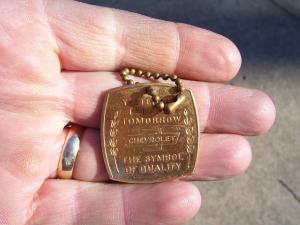 TOMORROW
CHEVROLET
THE SYMBOL
OF QUALITY